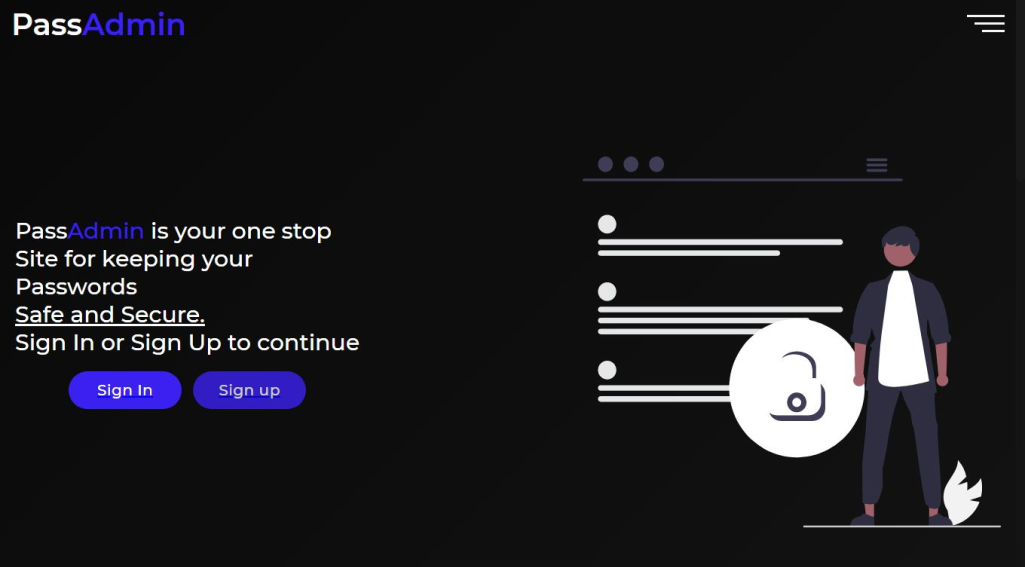 PassAdmin
PassAdmin is your one stop
Site for keeping your
Passwords
Safe and Secure.
Sign In or Sign Up to continue
Sign In
Sign up